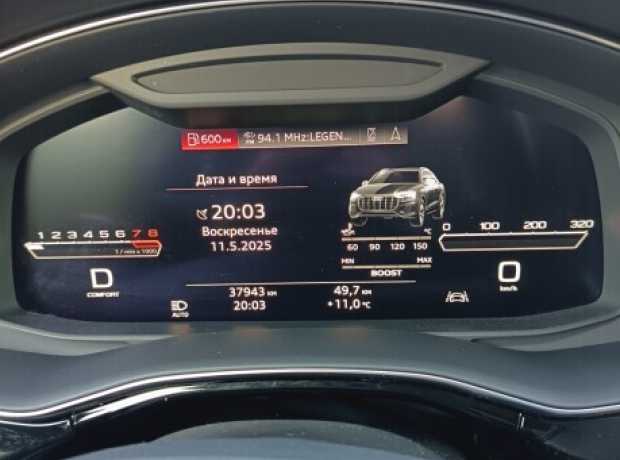 600 км 94.1 MHz:LEGEN...
Дата и время
20:03
Воскресенье
11.5.2025
1 2 3 4 5 6 7 8
1 / min x 1000
D
COMFORT
60 90 120 150 °C
MIN MAX
BOOST
0 100 200 320
0
km/h
AUTO
37943 км 49,7 км
20:03 +11,0 °C